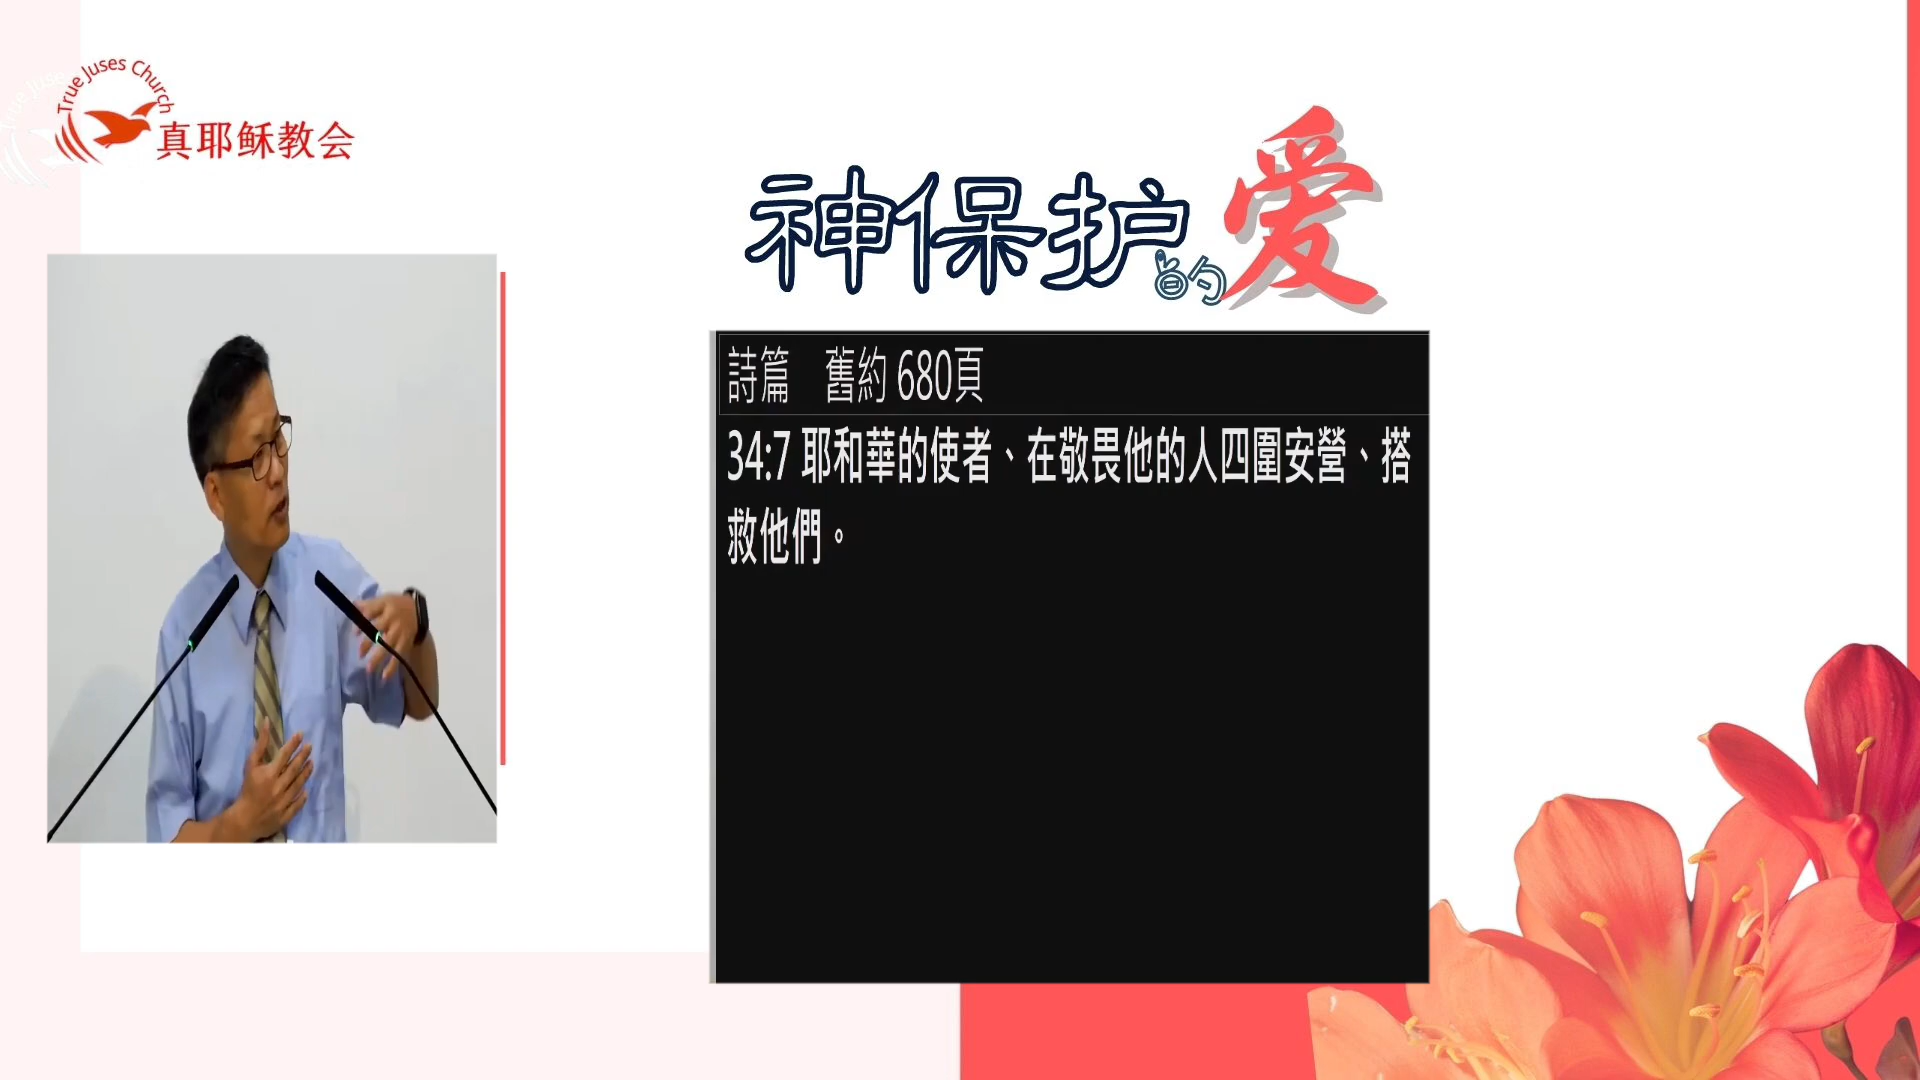 True Juses Church
真耶稣教会
神保护的爱
詩篇 舊約 680頁
34:7 耶和華的使者、在敬畏他的人四圍安營、搭
救他們。